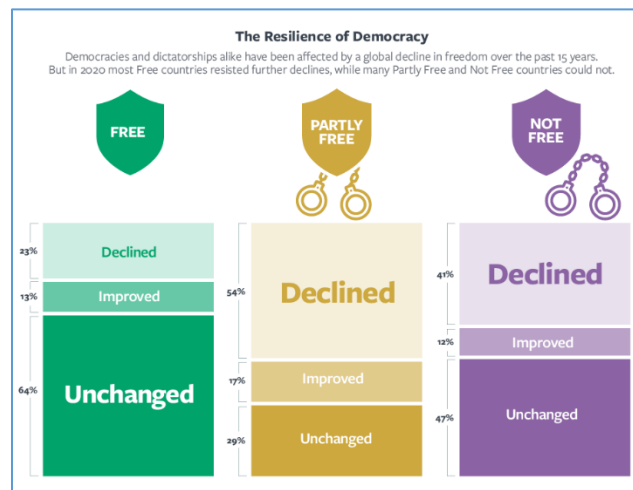 The Resilience of Democracy
Democracies and dictatorships alike have been affected by a global decline in freedom over the past 15 years.
But in 2020 most Free countries resisted further declines, while many Partly Free and Not Free countries could not.
FREE
PARTLY
FREE
NOT
FREE
23%
Declined
13%
Improved
64%
Unchanged
54%
Declined
17%
Improved
29%
Unchanged
41%
Declined
12%
Improved
47%
Unchanged